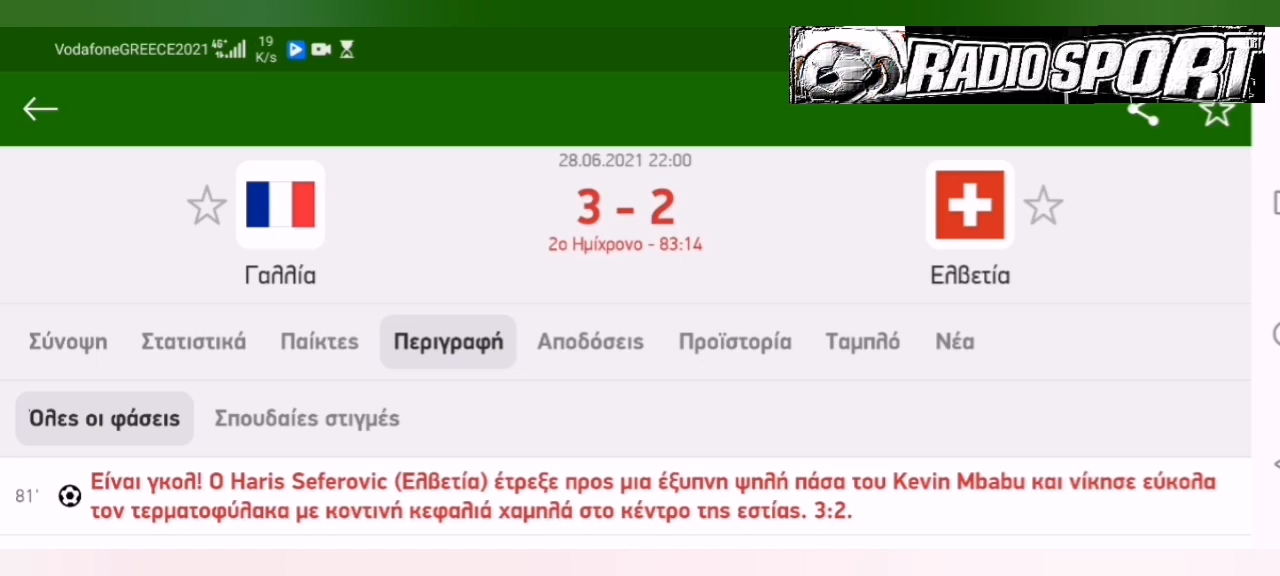 VodafoneGREECE2021 4G+ 19 K/s
RADIO SPORT
28.06.2021 22:00
3 - 2
2ο Ημίχρονο - 83:14
Γαλλία
Ελβετία
Σύνοψη Στατιστικά Παίκτες Περιγραφή Αποδόσεις Προϊστορία Ταμπλό Νέα
Όλες οι φάσεις Σπουδαίες στιγμές
81' Είναι γκολ! Ο Haris Seferovic (Ελβετία) έτρεξε προς μια έξυπνη ψηλή πάσα του Kevin Mbabu και νίκησε εύκολα
τον τερματοφύλακα με κοντινή κεφαλιά χαμηλά στο κέντρο της εστίας. 3:2.